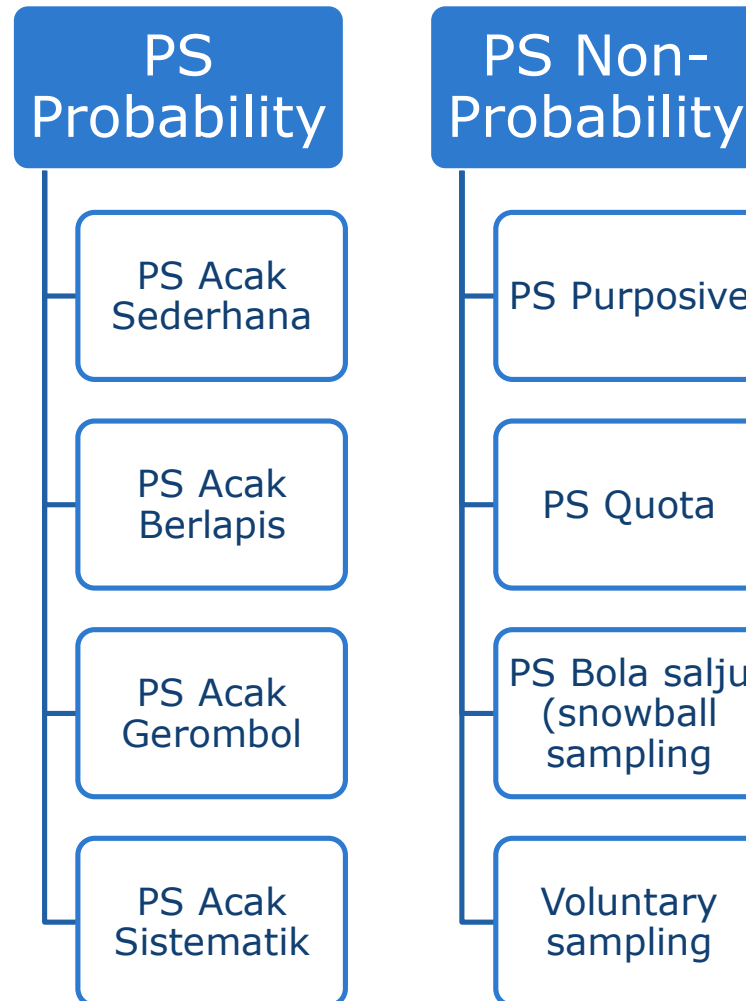 PS
Probability
PS Acak
Sederhana
PS Acak
Berlapis
PS Acak
Gerombol
PS Acak
Sistematik
PS Non-
Probability
PS Purposive
PS Quota
PS Bola salju
(snowball
sampling
Voluntary
sampling